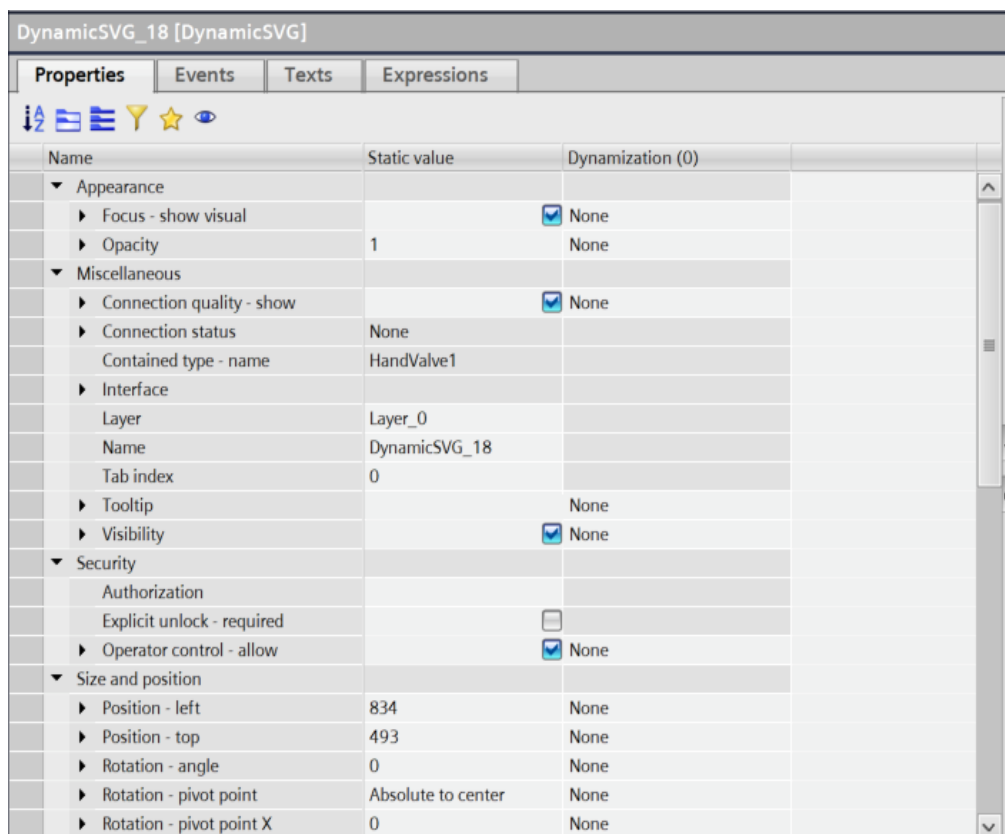 DynamicSVG_18 [DynamicSVG]
Properties Events Texts Expressions
Name Static value Dynamization (0)
Appearance
Focus - show visual None
Opacity 1 None
Miscellaneous
Connection quality - show None
Connection status None
Contained type - name HandValve1
Interface
Layer Layer_0
Name DynamicSVG_18
Tab index 0
Tooltip None
Visibility None
Security
Authorization
Explicit unlock - required
Operator control - allow None
Size and position
Position - left 834 None
Position - top 493 None
Rotation - angle 0 None
Rotation - pivot point Absolute to center None
Rotation - pivot point X 0 None